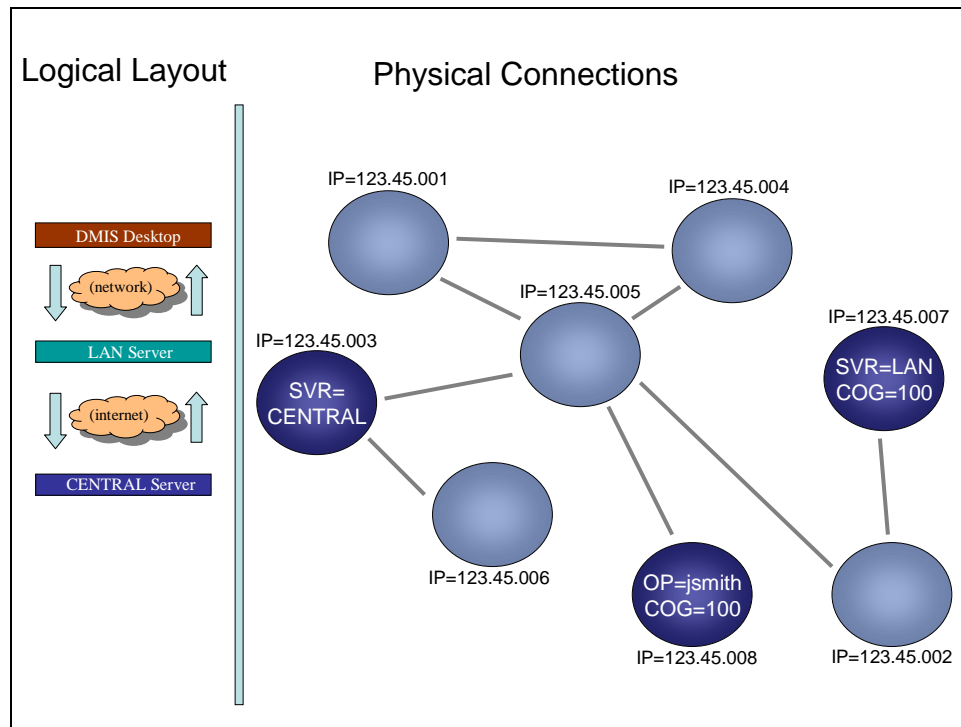 Logical Layout
Physical Connections
DMIS Desktop
(network)
LAN Server
(internet)
CENTRAL Server
IP=123.45.001
IP=123.45.004
IP=123.45.005
IP=123.45.007
IP=123.45.003
SVR=LAN
COG=100
SVR=
CENTRAL
IP=123.45.006
OP=jsmith
COG=100
IP=123.45.008
IP=123.45.002